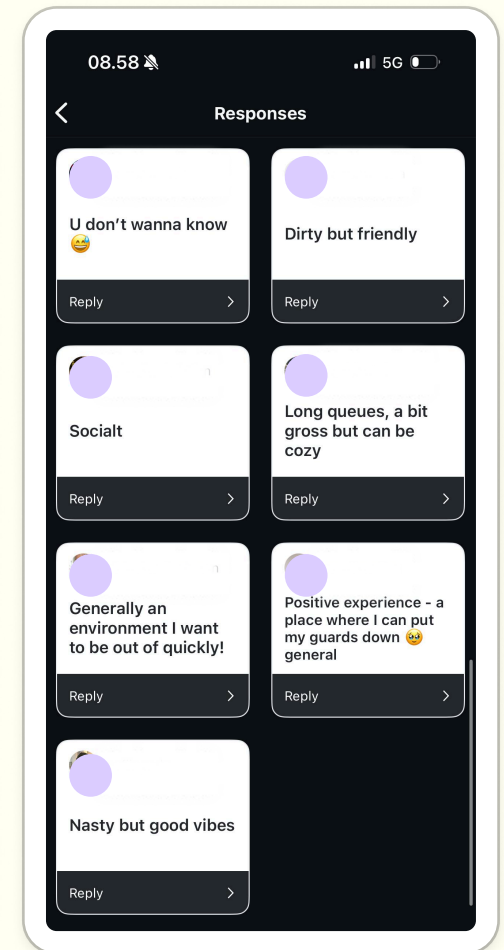 08.58
5G
Responses
U don’t wanna know
😅
Reply
Dirty but friendly
Reply
Socialt
Reply
Long queues, a bit
gross but can be
cozy
Reply
Generally an
environment I want
to be out of quickly!
Reply
Positive experience - a
place where I can put
my guards down 🥹
general
Reply
Nasty but good vibes
Reply